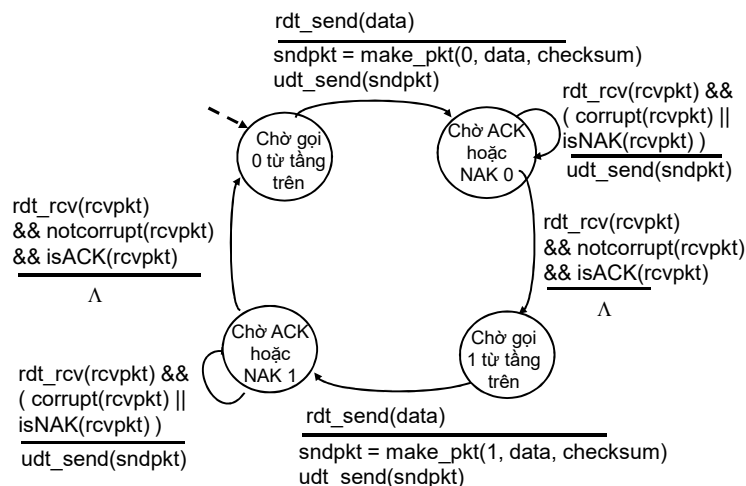 rdt_send(data)
sndpkt = make_pkt(0, data, checksum)
udt_send(sndpkt)
Chờ gọi
0 từ tầng
trên
Chờ ACK
hoặc
NAK 0
rdt_rcv(rcvpkt) &&
( corrupt(rcvpkt) ||
isNAK(rcvpkt) )
udt_send(sndpkt)
rdt_rcv(rcvpkt)
&& notcorrupt(rcvpkt)
&& isACK(rcvpkt)
Λ
rdt_rcv(rcvpkt)
&& notcorrupt(rcvpkt)
&& isACK(rcvpkt)
Λ
Chờ ACK
hoặc
NAK 1
Chờ gọi
1 từ tầng
trên
rdt_rcv(rcvpkt) &&
( corrupt(rcvpkt) ||
isNAK(rcvpkt) )
udt_send(sndpkt)
rdt_send(data)
sndpkt = make_pkt(1, data, checksum)
udt_send(sndpkt)